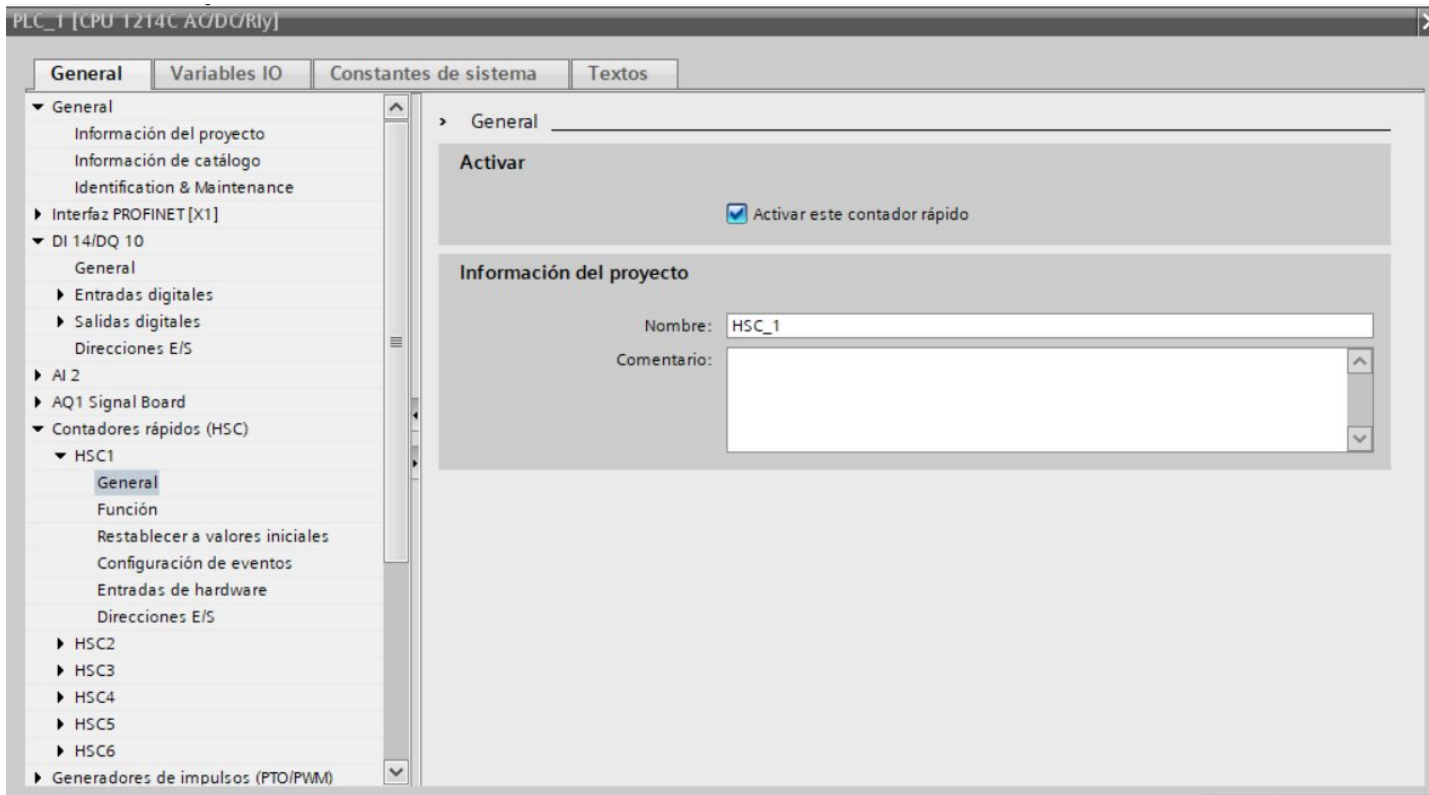 PLC_1 [CPU 1214C AC/DC/Rly]
General Variables IO Constantes de sistema Textos
General
Información del proyecto
Información de catálogo
Identification & Maintenance
Interfaz PROFINET [X1]
DI 14/DQ 10
General
Entradas digitales
Salidas digitales
Direcciones E/S
AI 2
AQ1 Signal Board
Contadores rápidos (HSC)
HSC1
General
Función
Restablecer a valores iniciales
Configuración de eventos
Entradas de hardware
Direcciones E/S
HSC2
HSC3
HSC4
HSC5
HSC6
Generadores de impulsos (PTO/PWM)
General
Activar
Activar este contador rápido
Información del proyecto
Nombre: HSC_1
Comentario: